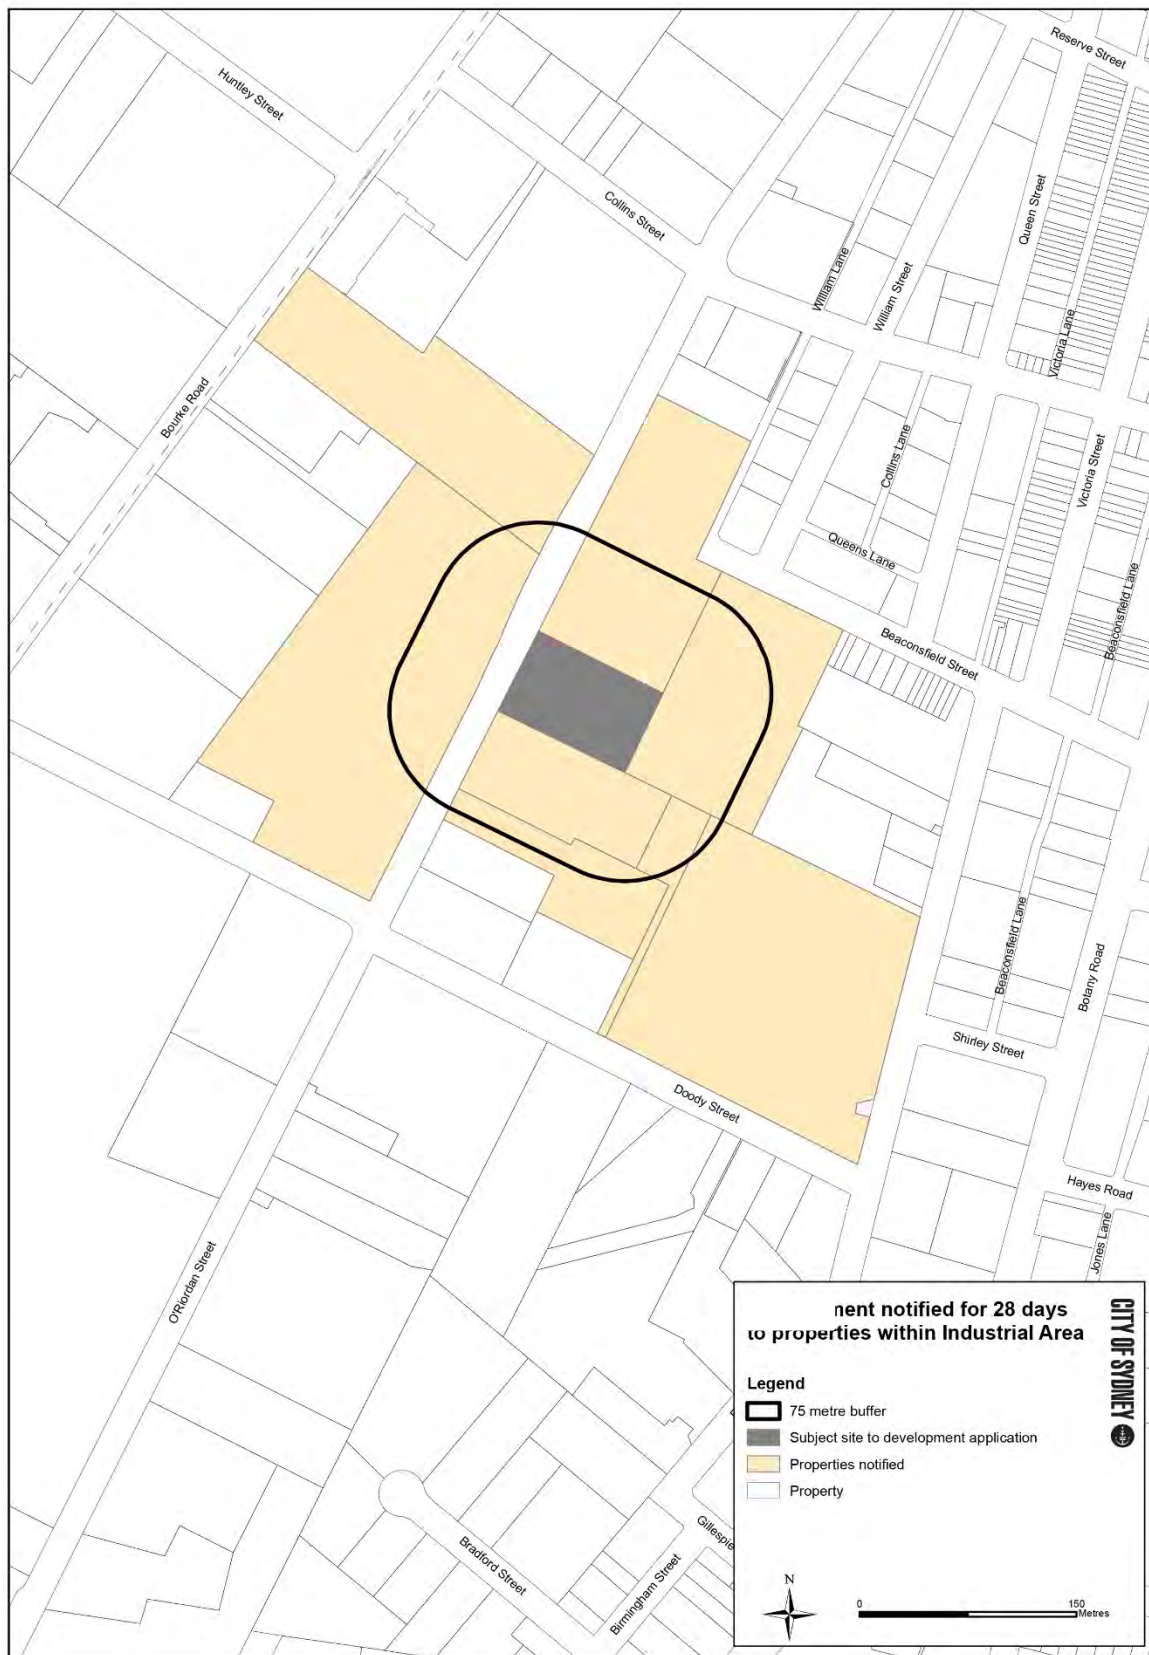 Reserve Street
Huntley Street
Collins Street
Queen Street
William Lane
William Street
Victoria Lane
Bourke Road
Collins Lane
Victoria Street
Queens Lane
Beaconsfield Lane
Beaconsfield Street
Beaconsfield Lane
Botany Road
Shirley Street
Doody Street
Hayes Road
Jones Lane
O'Riordan Street
Gillespie
Bradford Street
Birmingham Street
notified for 28 days
to properties within Industrial Area
CITY OF SYDNEY
Legend
75 metre buffer
Subject site to development application
Properties notified
Property
N
0 150
Metres